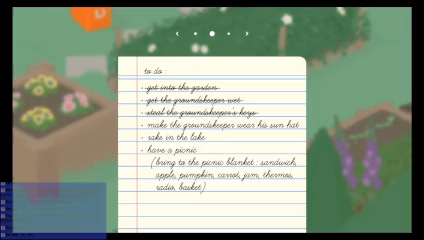 to do :
- get into the garden
- get the groundskeeper wet
- steal the groundskeeper's keys
- make the groundskeeper wear his sun hat
- rake in the lake
- have a picnic
(bring to the picnic blanket : sandwich,
apple, pumpkin, carrot, jam, thermos,
radio, basket)